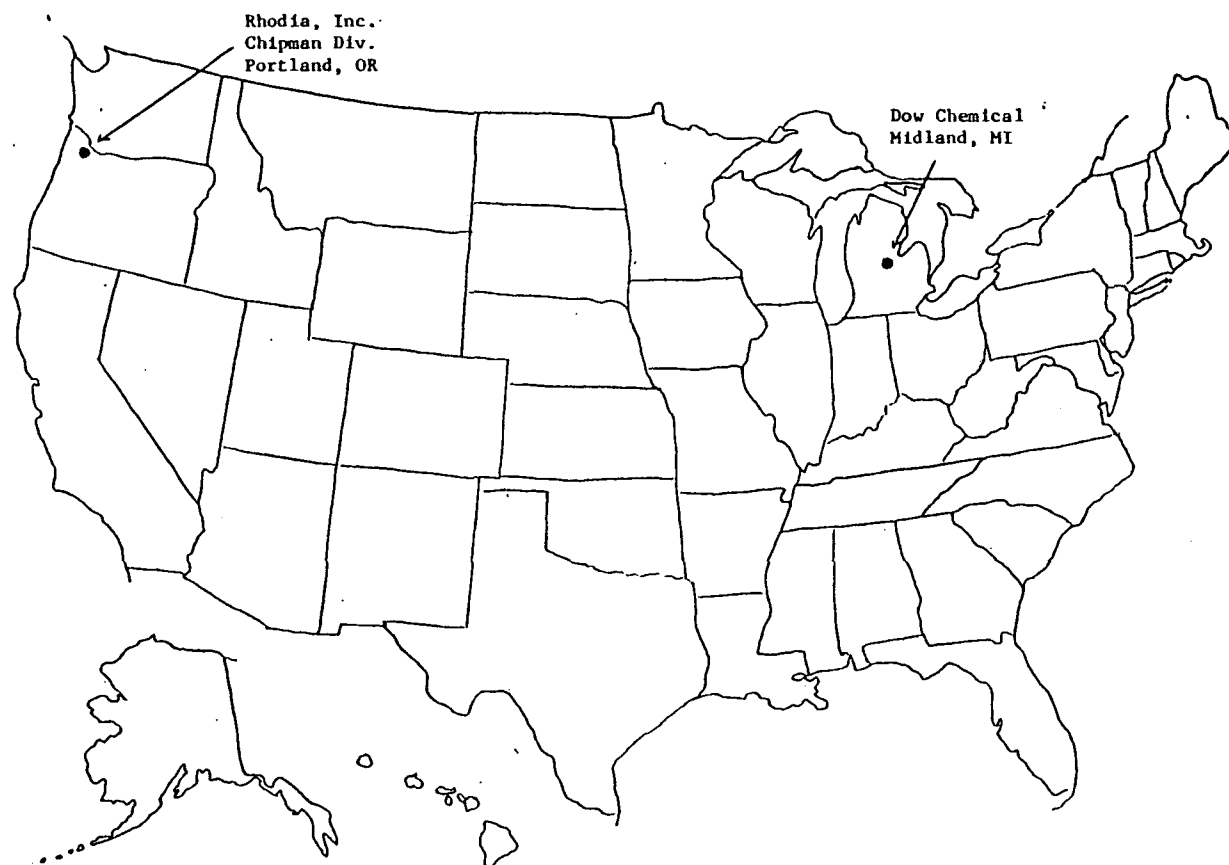 Rhodia, Inc.
Chipman Div.
Portland, OR
Dow Chemical
Midland, MI